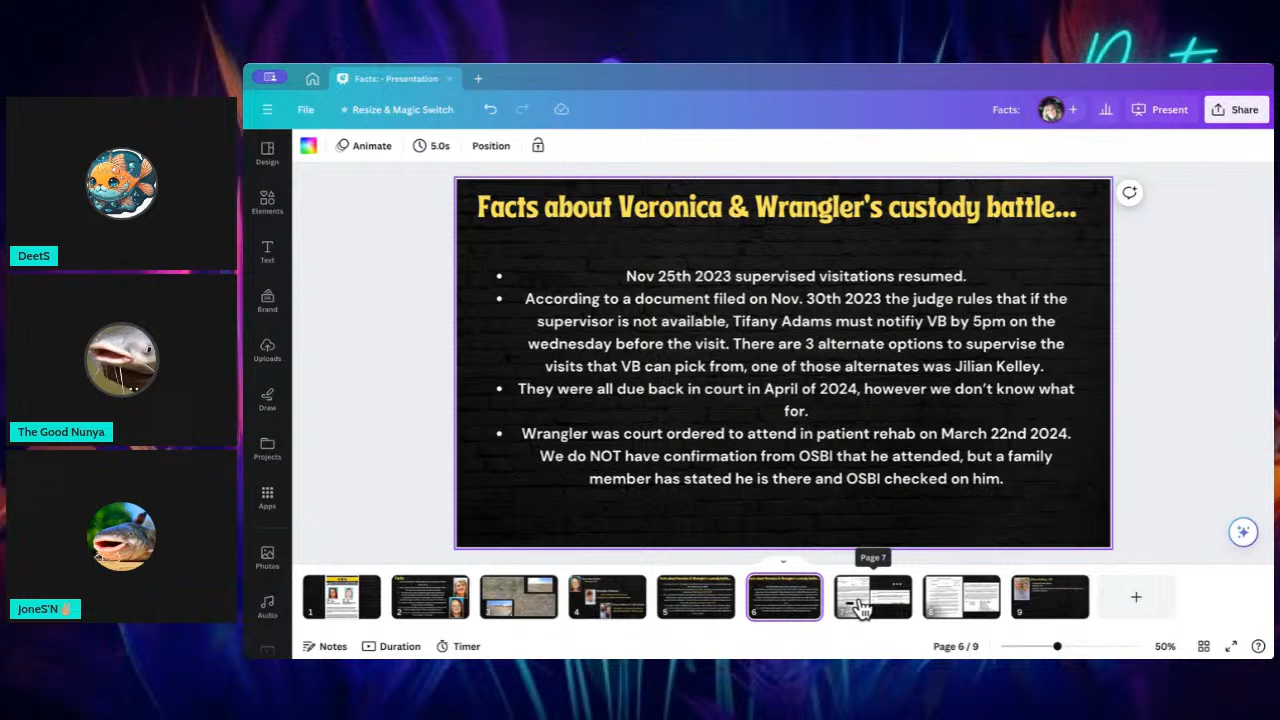 Facts: - Presentation
File
Resize & Magic Switch
Facts:
Present
Share
Design
Elements
Text
Brand
Uploads
Draw
Projects
Apps
Photos
Audio
Animate
5.0s
Position
DeetS
The Good Nunya
JoneS'N
Facts about Veronica & Wrangler's custody battle...
• Nov 25th 2023 supervised visitations resumed.
• According to a document filed on Nov. 30th 2023 the judge rules that if the
supervisor is not available, Tifany Adams must notifiy VB by 5pm on the
wednesday before the visit. There are 3 alternate options to supervise the
visits that VB can pick from, one of those alternates was Jilian Kelley.
• They were all due back in court in April of 2024, however we don't know what
for.
• Wrangler was court ordered to attend in patient rehab on March 22nd 2024.
We do NOT have confirmation from OSBI that he attended, but a family
member has stated he is there and OSBI checked on him.
Page 7
1
2
3
4
5
6
7
8
9
Notes
Duration
Timer
Page 6 / 9
50%